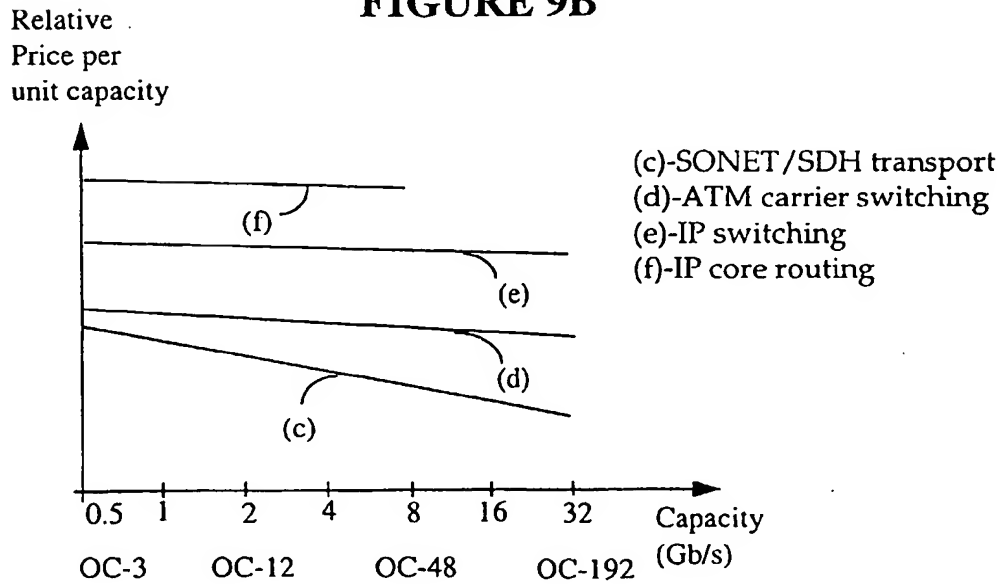 FIGURE 9B
Relative
Price per
unit capacity
(c)-SONET/SDH transport
(d)-ATM carrier switching
(e)-IP switching
(f)-IP core routing
(f)
(e)
(d)
(c)
0.5 1 2 4 8 16 32 Capacity
(Gb/s)
OC-3 OC-12 OC-48 OC-192